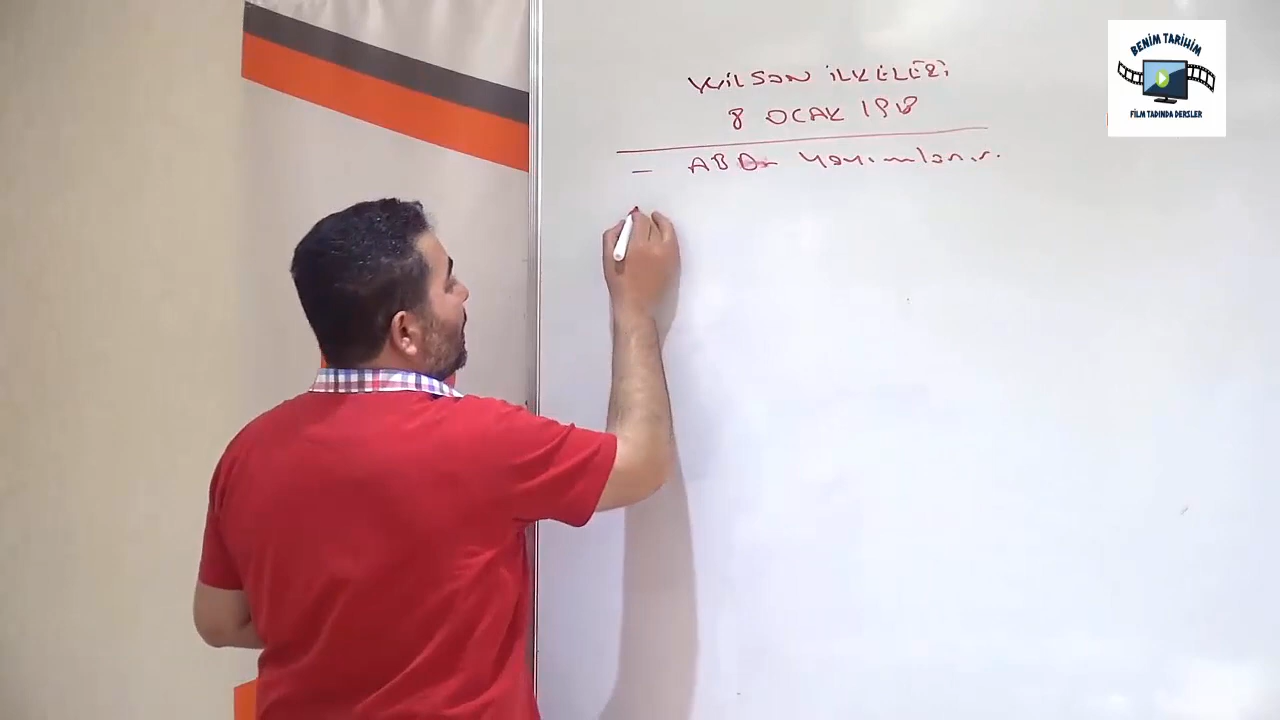 WİLSON İLKELERİ
8 OCAK 1918
- ABD yayımlanır.
BENİM TARİHİM
FİLM TADINDA DERSLER